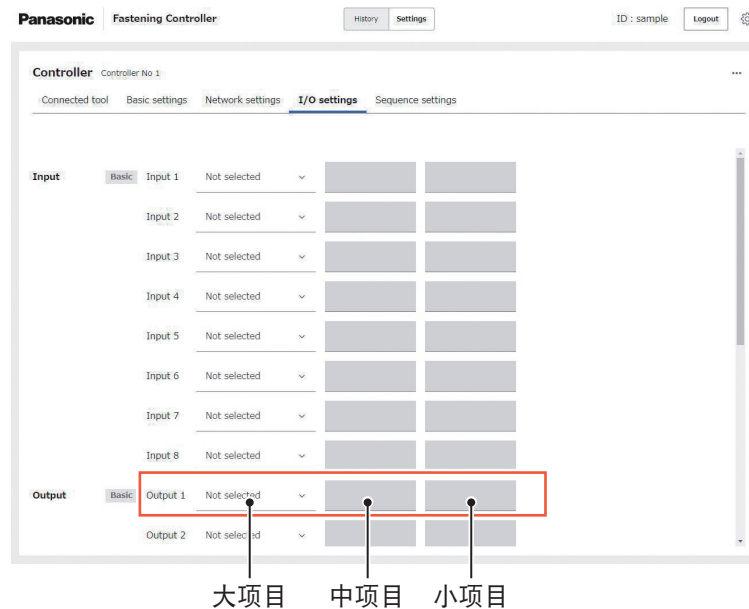 Panasonic Fastening Controller History Settings ID : sample Logout
Controller Controller No 1
Connected tool Basic settings Network settings I/O settings Sequence settings
Input Basic Input 1 Not selected
Input 2 Not selected
Input 3 Not selected
Input 4 Not selected
Input 5 Not selected
Input 6 Not selected
Input 7 Not selected
Input 8 Not selected
Output Basic Output 1 Not selected
Output 2 Not selected
大项目 中项目 小项目